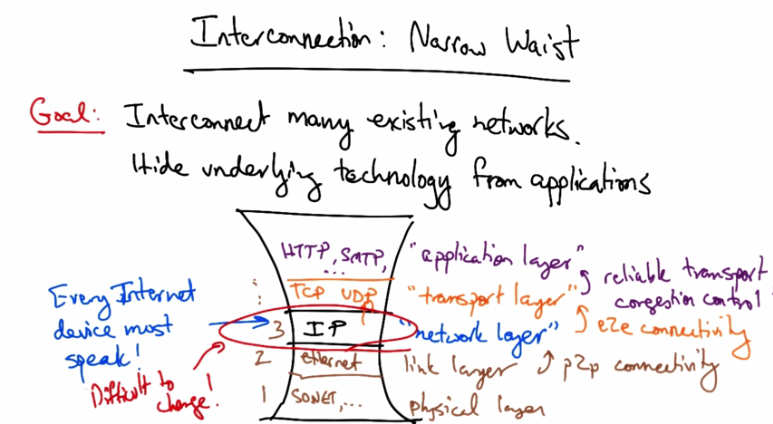 Interconnection: Narrow Waist
Goal: Interconnect many existing networks.
Hide underlying technology from applications
HTTP, SMTP, "application layer"
...
reliable transport
congestion control
TCP UDP "transport layer"
Every Internet
device must
speak!
3 IP "network layer" e2e connectivity
2 ethernet link layer p2p connectivity
Difficult to
change!
1 SONET,... physical layer